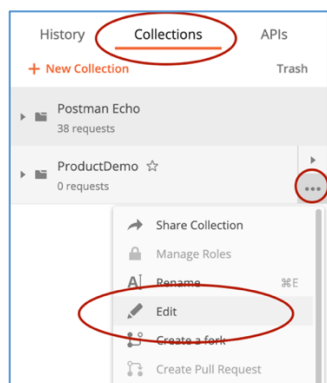 History Collections APIs
+ New Collection Trash
Postman Echo
38 requests
ProductDemo ☆
0 requests
Share Collection
Manage Roles
Rename ⌘E
Edit
Create a fork
Create Pull Request